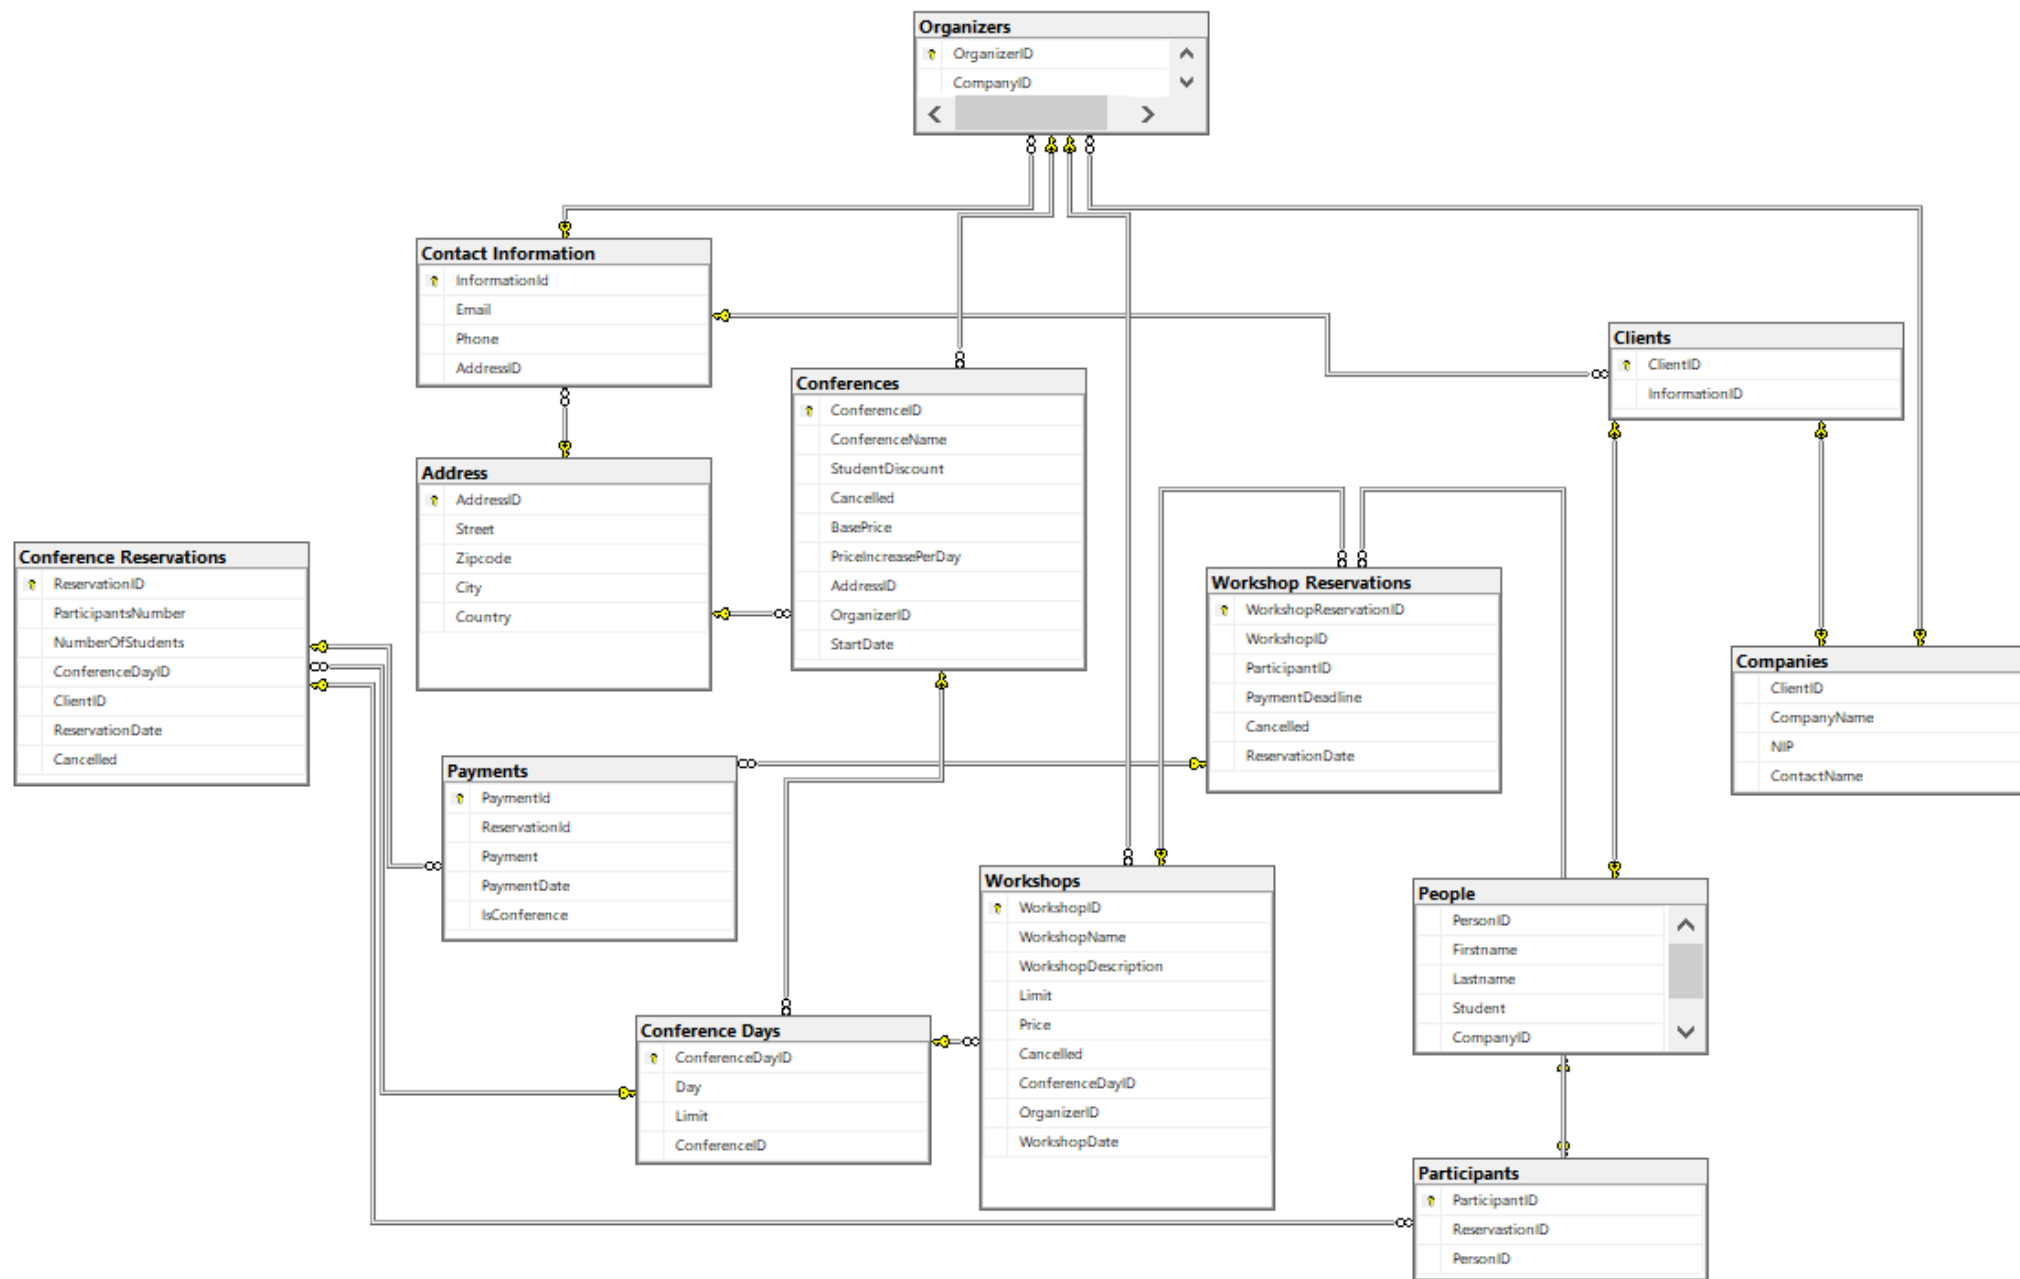 Organizers
OrganizerID
CompanyID
Contact Information
InformationId
Email
Phone
AddressID
Clients
ClientID
InformationID
Conferences
ConferenceID
ConferenceName
StudentDiscount
Cancelled
BasePrice
PriceIncreasePerDay
AddressID
OrganizerID
StartDate
Address
AddressID
Street
Zipcode
City
Country
Conference Reservations
ReservationID
ParticipantsNumber
NumberOfStudents
ConferenceDayID
ClientID
ReservationDate
Cancelled
Workshop Reservations
WorkshopReservationID
WorkshopID
ParticipantID
PaymentDeadline
Cancelled
ReservationDate
Companies
ClientID
CompanyName
NIP
ContactName
Payments
PaymentId
ReservationId
Payment
PaymentDate
IsConference
Workshops
WorkshopID
WorkshopName
WorkshopDescription
Limit
Price
Cancelled
ConferenceDayID
OrganizerID
WorkshopDate
People
PersonID
Firstname
Lastname
Student
CompanyID
Conference Days
ConferenceDayID
Day
Limit
ConferenceID
Participants
ParticipantID
ReservastionID
PersonID